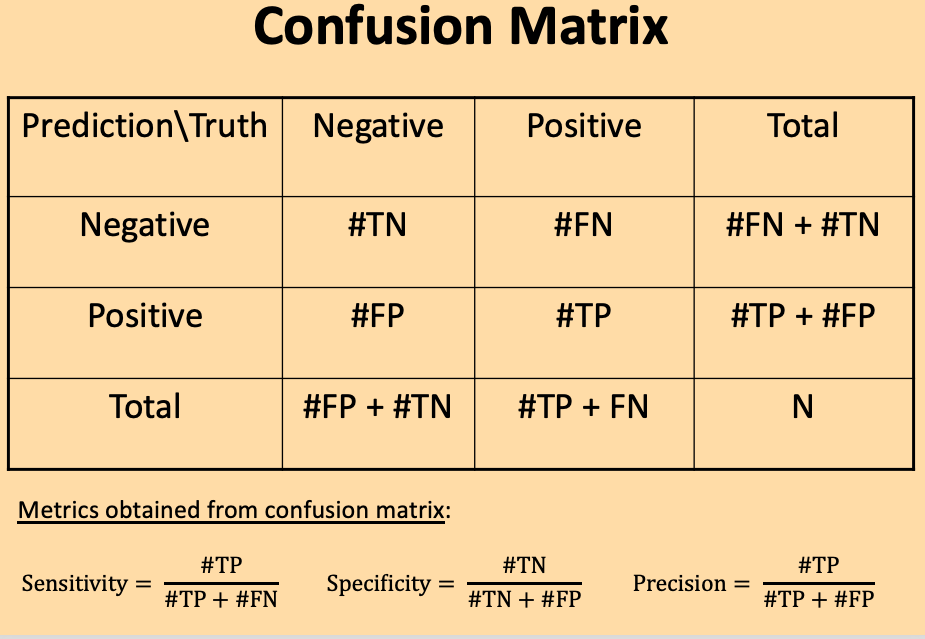 Confusion Matrix
Prediction\Truth Negative Positive Total
Negative #TN #FN #FN + #TN
Positive #FP #TP #TP + #FP
Total #FP + #TN #TP + FN N
Metrics obtained from confusion matrix:
Sensitivity = #TP / #TP + #FN Specificity = #TN / #TN + #FP Precision = #TP / #TP + #FP